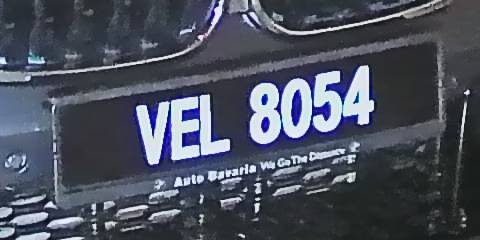 VEL 8054
Auto Bavaria We Go The Distance